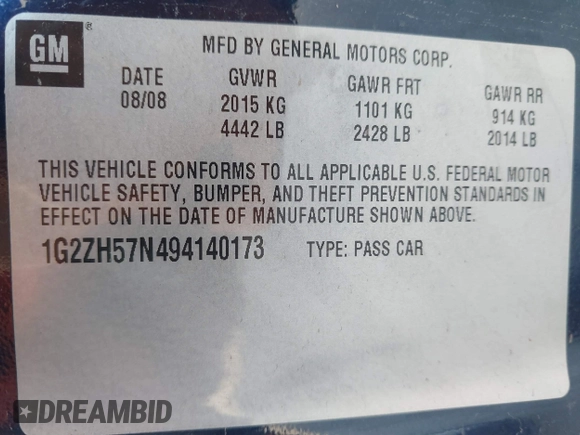 GM ®
MFD BY GENERAL MOTORS CORP.
DATE GVWR GAWR FRT GAWR RR
08/08 2015 KG 1101 KG 914 KG
4442 LB 2428 LB 2014 LB
THIS VEHICLE CONFORMS TO ALL APPLICABLE U.S. FEDERAL MOTOR
VEHICLE SAFETY, BUMPER, AND THEFT PREVENTION STANDARDS IN
EFFECT ON THE DATE OF MANUFACTURE SHOWN ABOVE.
1G2ZH57N494140173 TYPE: PASS CAR
DREAMBID